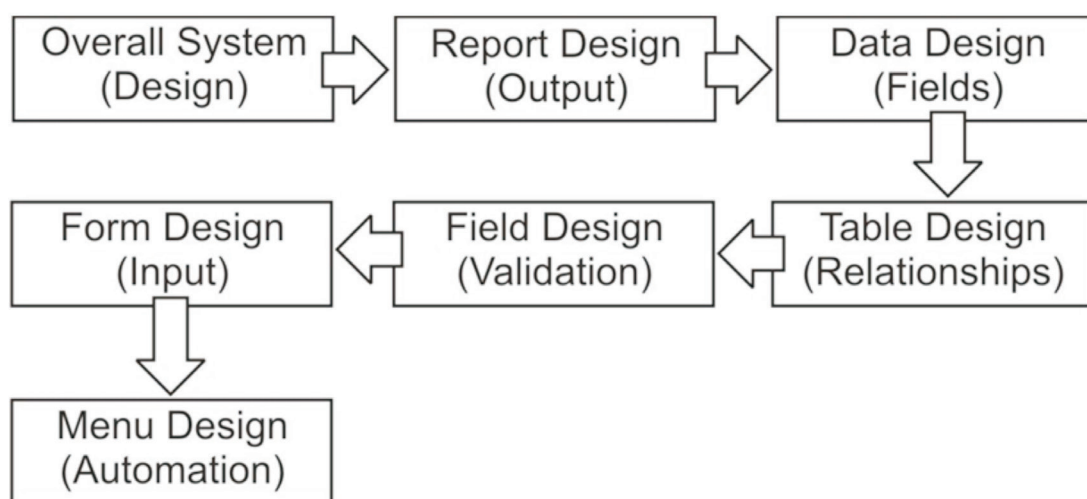 Overall System
(Design)
Report Design
(Output)
Data Design
(Fields)
Table Design
(Relationships)
Field Design
(Validation)
Form Design
(Input)
Menu Design
(Automation)